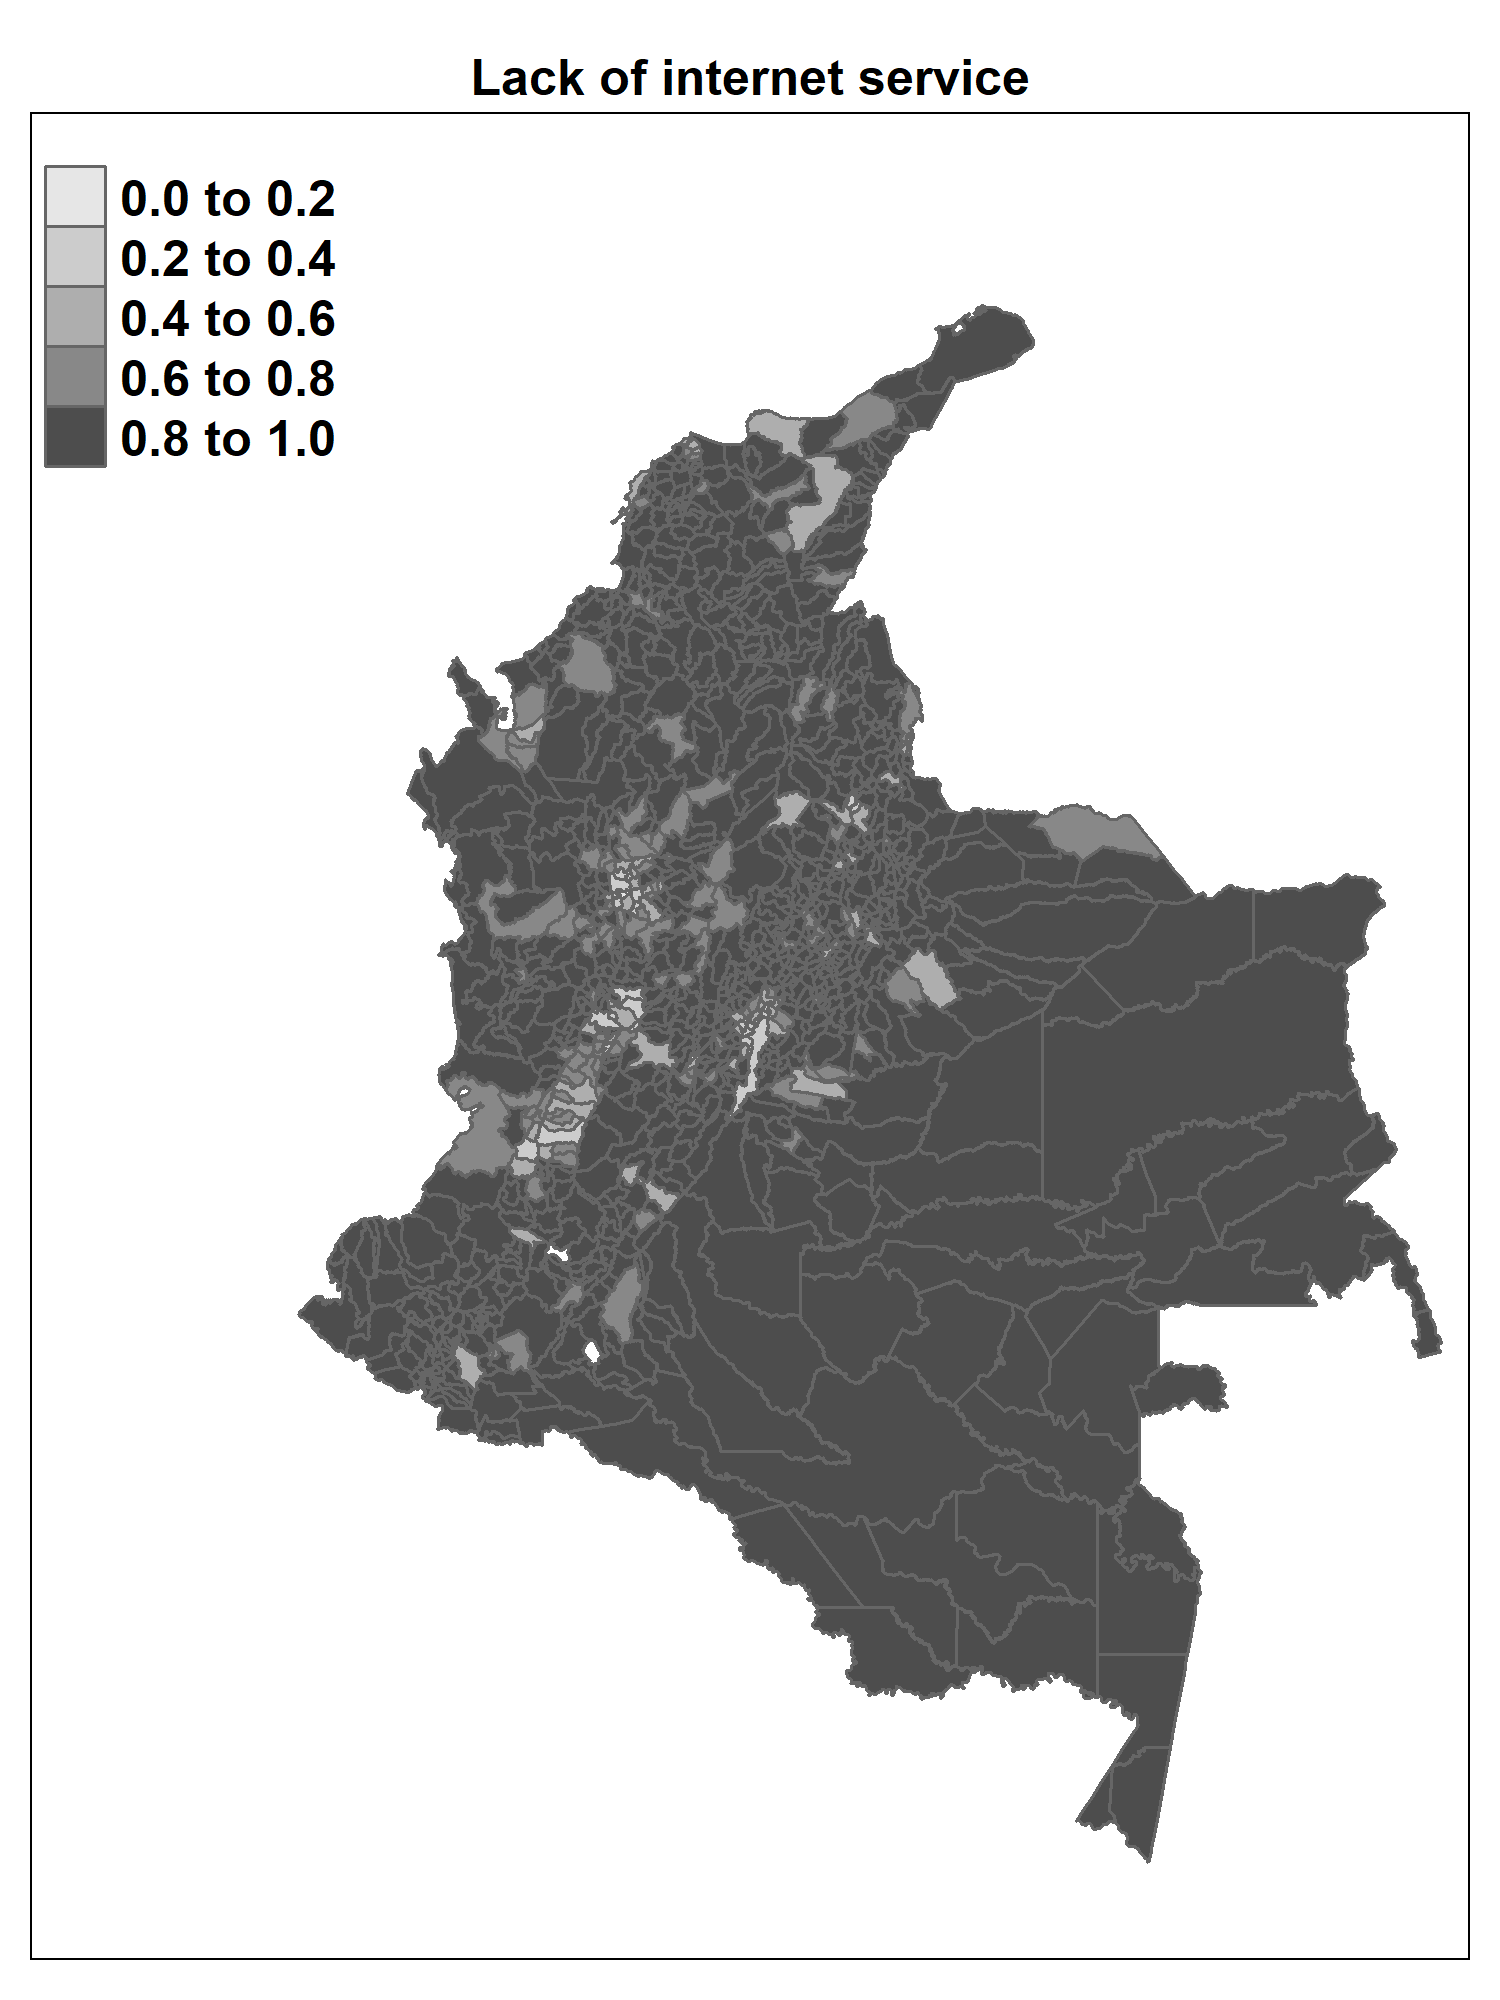 Lack of internet service
0.0 to 0.2
0.2 to 0.4
0.4 to 0.6
0.6 to 0.8
0.8 to 1.0